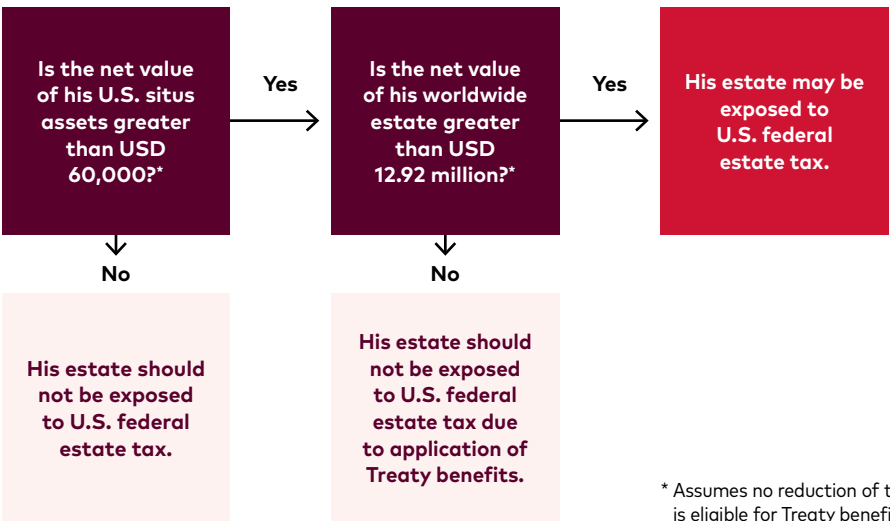 Is the net value
of his U.S. situs
assets greater
than USD
60,000?*
Yes
Is the net value
of his worldwide
estate greater
than USD
12.92 million?*
Yes
His estate may be
exposed to
U.S. federal
estate tax.
No
No
His estate should
not be exposed
to U.S. federal
estate tax.
His estate should
not be exposed
to U.S. federal
estate tax due
to application of
Treaty benefits.
* Assumes no reduction of
is eligible for Treaty